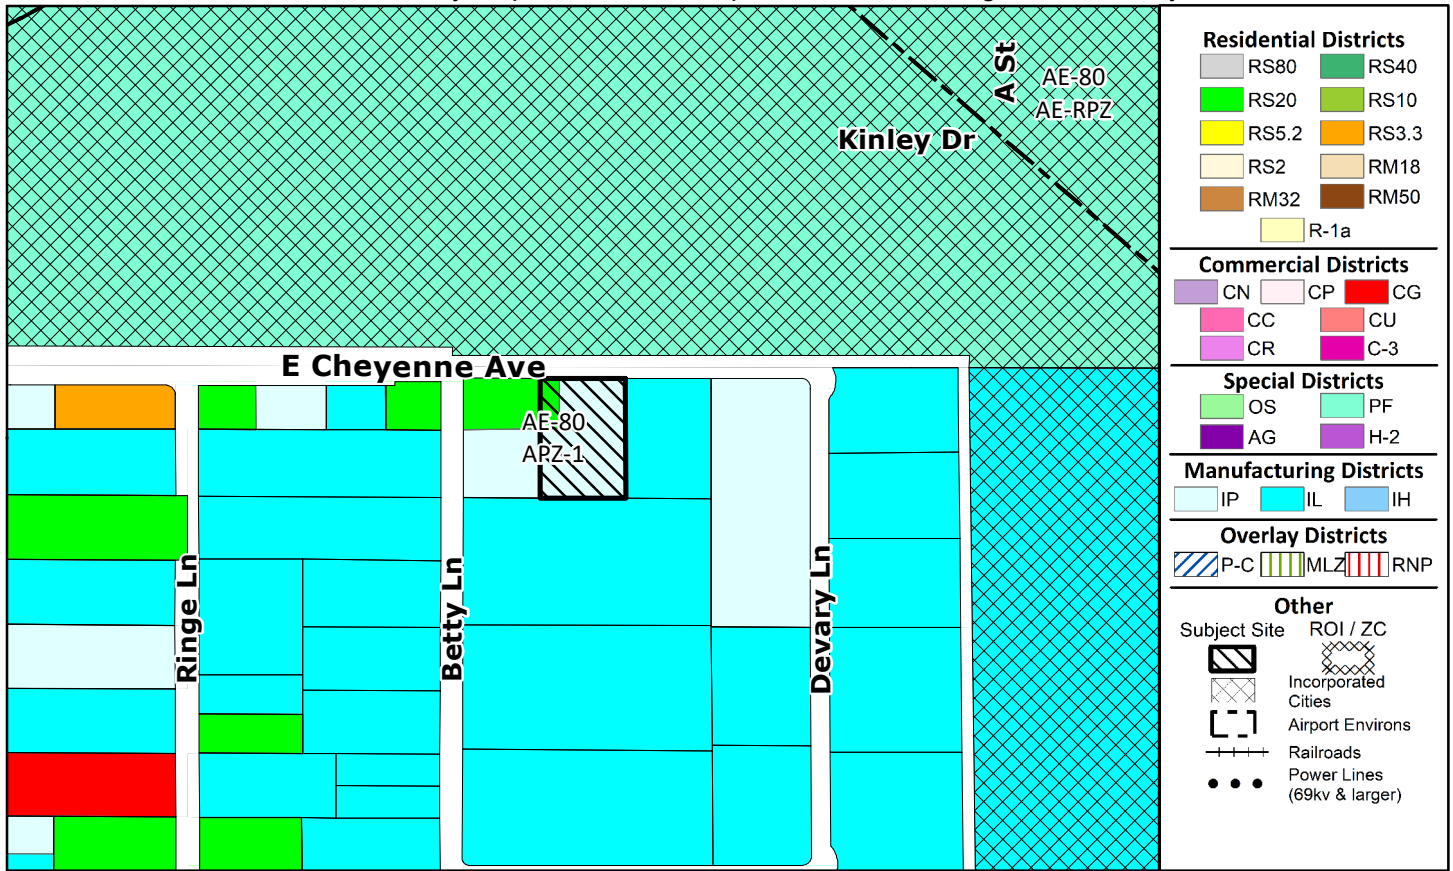 A St
AE-80
AE-RPZ
Kinley Dr
E Cheyenne Ave
AE-80
APZ-1
Ringe Ln
Betty Ln
Devary Ln
Residential Districts
RS80 RS40
RS20 RS10
RS5.2 RS3.3
RS2 RM18
RM32 RM50
R-1a
Commercial Districts
CN CP CG
CC CU
CR C-3
Special Districts
OS PF
AG H-2
Manufacturing Districts
IP IL IH
Overlay Districts
P-C MLZ RNP
Other
Subject Site ROI / ZC
Incorporated
Cities
Airport Environs
Railroads
Power Lines
(69kv & larger)